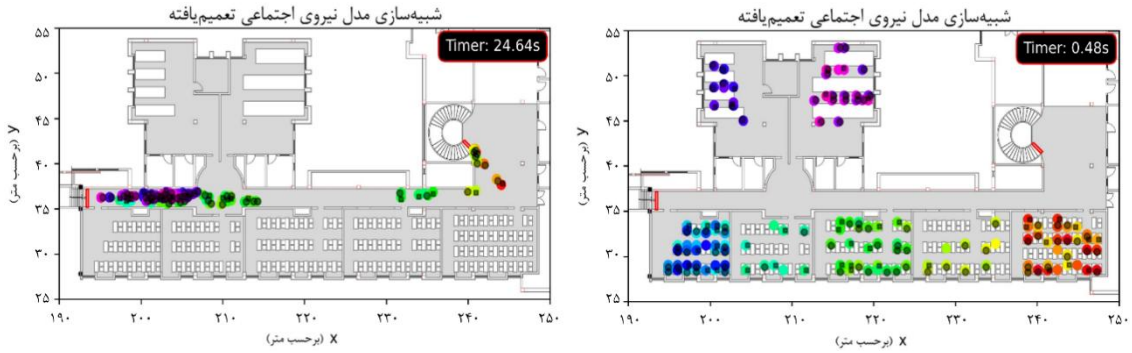 شبیه‌سازی مدل نیروی اجتماعی تعمیم‌یافته
Timer: 24.64s
۵۵
۵۰
۴۵
۴۰
۳۵
۳۰
۲۵
y (برحسب متر)
۱۹۰ ۲۰۰ ۲۱۰ ۲۲۰ ۲۳۰ ۲۴۰ ۲۵۰
x (برحسب متر)
شبیه‌سازی مدل نیروی اجتماعی تعمیم‌یافته
Timer: 0.48s
۵۵
۵۰
۴۵
۴۰
۳۵
۳۰
۲۵
y (برحسب متر)
۱۹۰ ۲۰۰ ۲۱۰ ۲۲۰ ۲۳۰ ۲۴۰ ۲۵۰
x (برحسب متر)